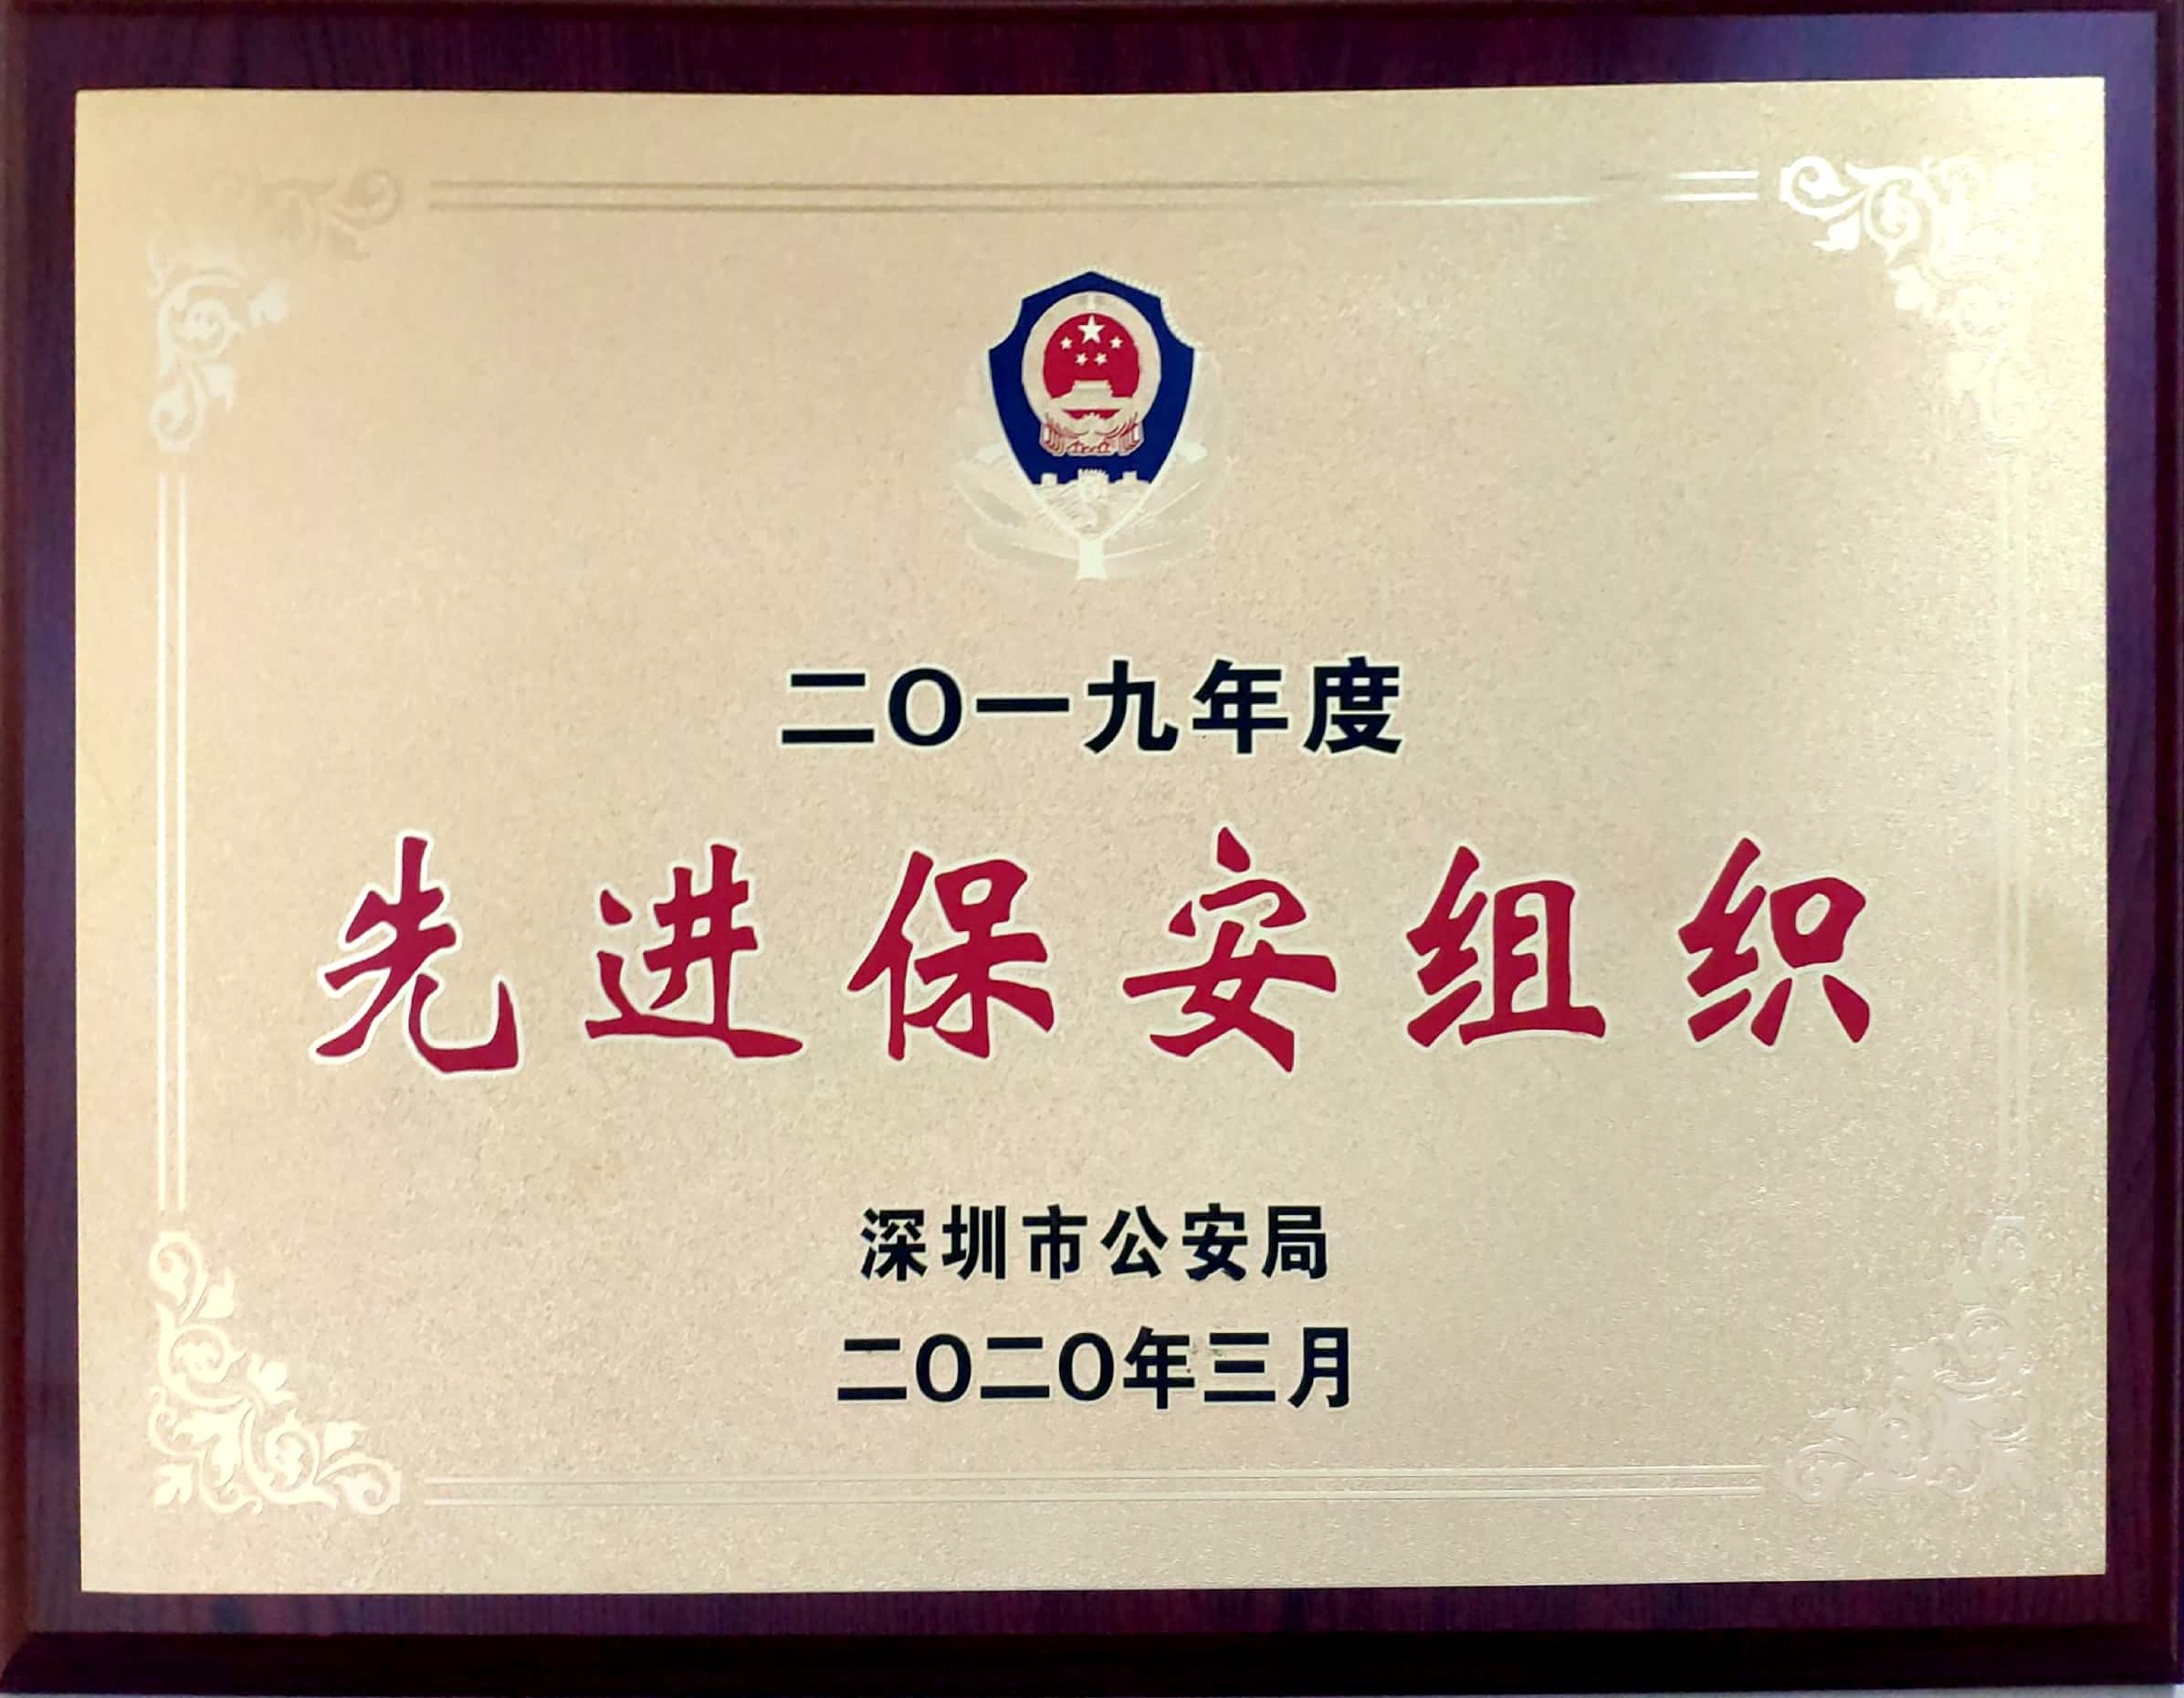 二O一九年度
先进保安组织
深圳市公安局
二O二O年三月